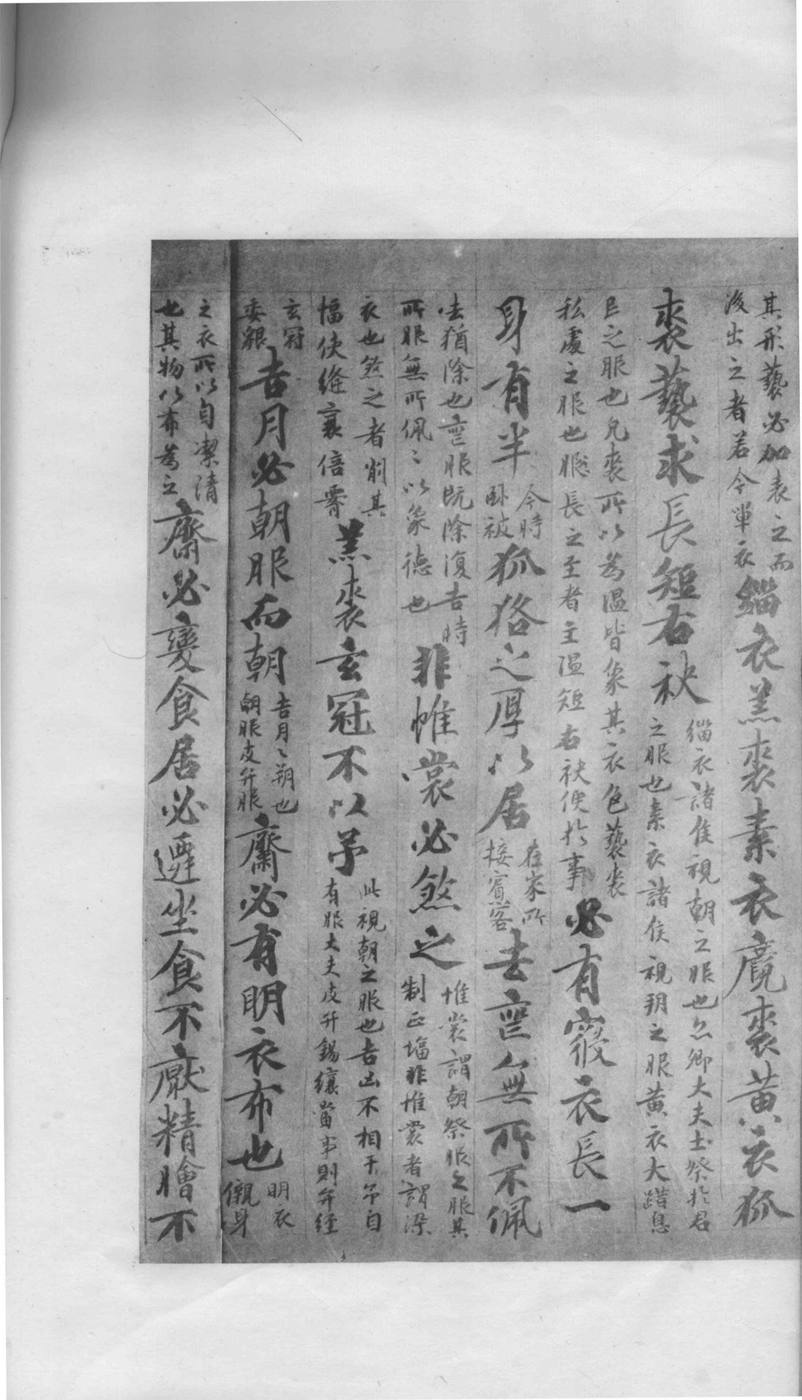 其形褻必加表之而
後出之者若今單衣
緇衣羔裘素衣麑裘黃衣狐
裘褻求長短右袂
緇衣諸侯視朝之服也亦卿大夫士祭於君
之服也素衣諸侯視朔之服黃衣大蜡息
臣之服也凡裘所以為溫皆象其衣色褻裘
私處之服也長之至者主溫短右袂便於事
必有寑衣長一
身有半
今時
臥被
狐狢之厚以居
在家所
接賓客
去喪無所不佩
去猶除也喪服既除復吉時
所服無所佩〻以象德也
非帷裳必煞之
帷裳謂朝祭服之服其
制正幅非帷裳者謂深
衣也煞之者削其
幅使縫衺倍
羔裘玄冠不以弔
此視朝之服也吉凶不相干弔自
有服大夫皮弁錫縗當事則弁絰
玄冠
委貌
吉月必朝服而朝
吉月〻朔也
朝服皮弁服
齋必有明衣布也
明衣
儭身
之衣所以自潔清
也其物以布為之
齋必變食居必遷坐食不厭精膾不